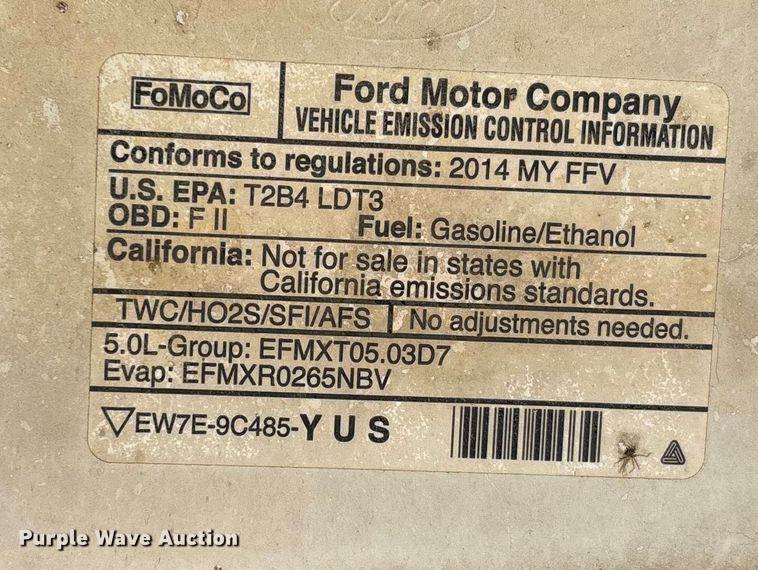 Ford
FoMoCo
Ford Motor Company
VEHICLE EMISSION CONTROL INFORMATION
Conforms to regulations: 2014 MY FFV
U.S. EPA: T2B4 LDT3
OBD: F II Fuel: Gasoline/Ethanol
California: Not for sale in states with
California emissions standards.
TWC/HO2S/SFI/AFS No adjustments needed.
5.0L-Group: EFMXT05.03D7
Evap: EFMXR0265NBV
EW7E-9C485-Y U S
Purple Wave Auction